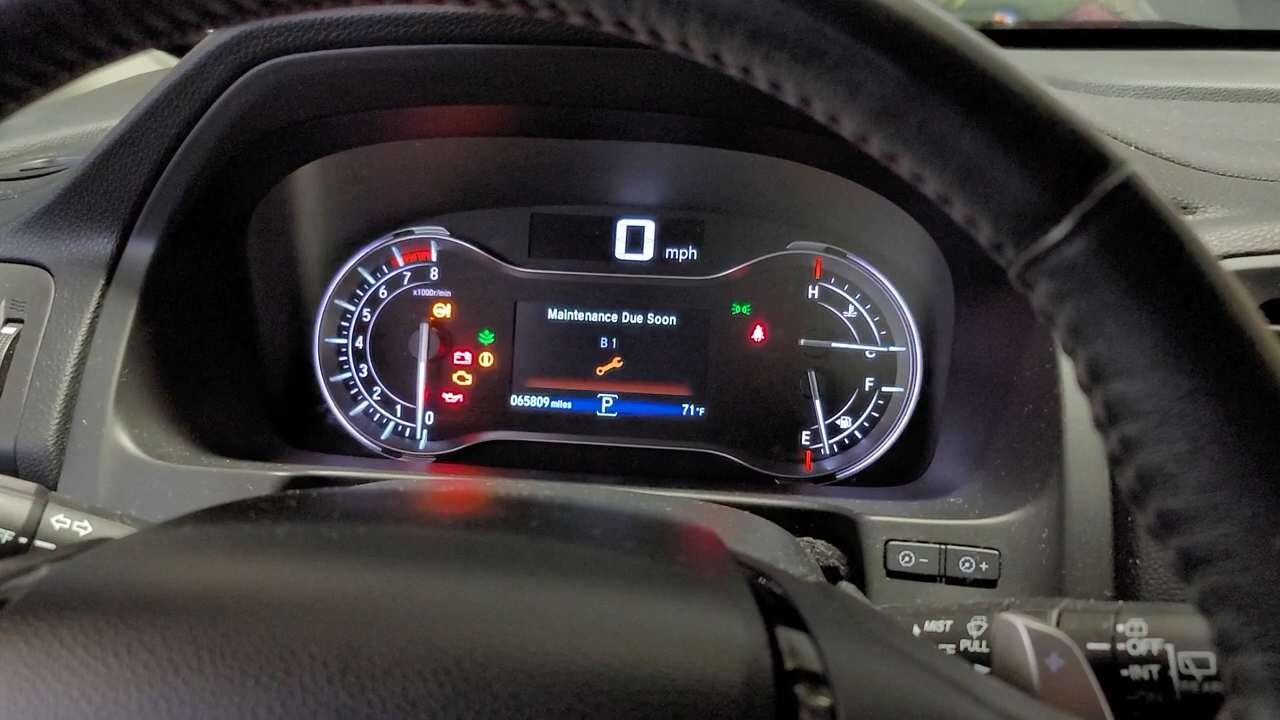 0 mph
8
7
6
5
4
3
2
1
0
x1000r/min
Maintenance Due Soon
B 1
065809 miles P 71°F
H
C
F
E
MIST
PULL
OFF
INT
−
+